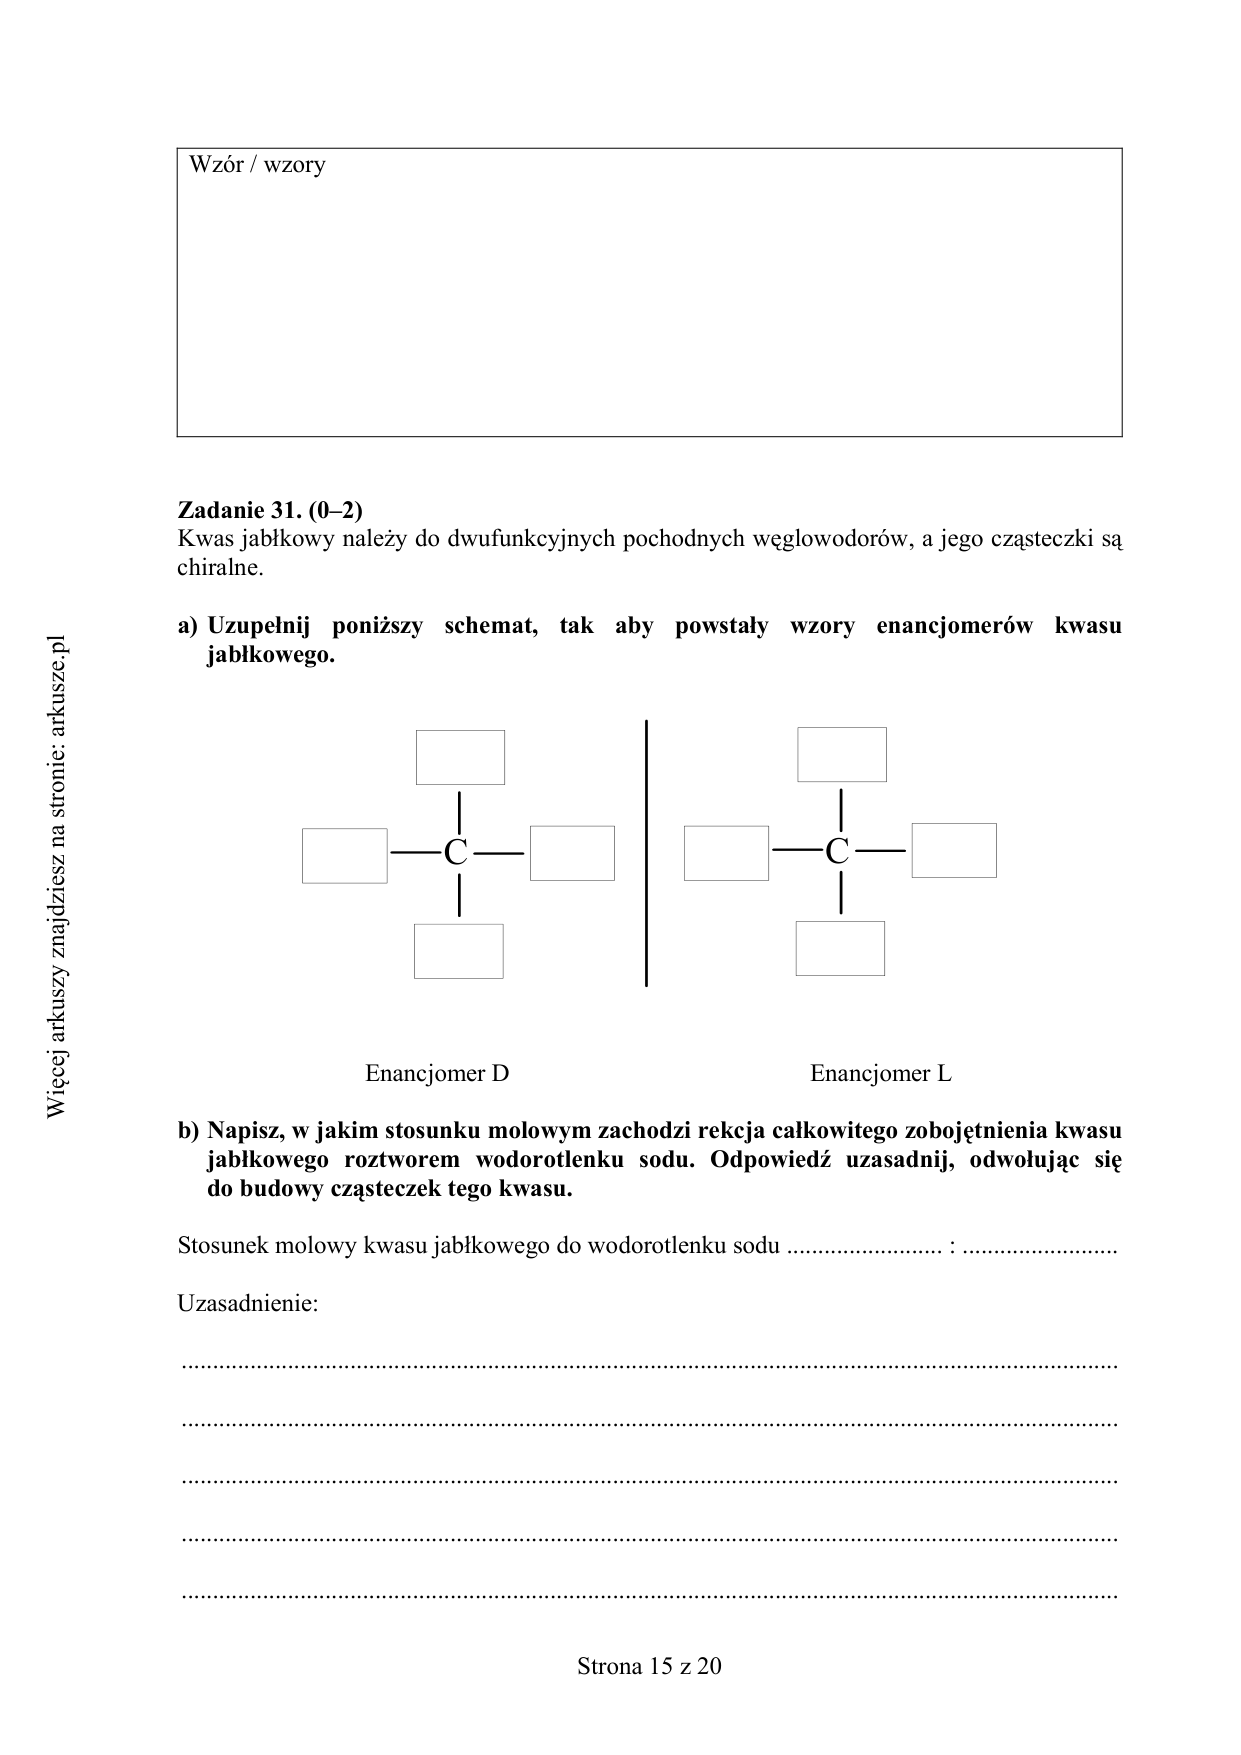 Wzór / wzory
Zadanie 31. (0–2)
Kwas jabłkowy należy do dwufunkcyjnych pochodnych węglowodorów, a jego cząsteczki są
chiralne.
a) Uzupełnij poniższy schemat, tak aby powstały wzory enancjomerów kwasu
jabłkowego.
C
C
Enancjomer D
Enancjomer L
b) Napisz, w jakim stosunku molowym zachodzi rekcja całkowitego zobojętnienia kwasu
jabłkowego roztworem wodorotlenku sodu. Odpowiedź uzasadnij, odwołując się
do budowy cząsteczek tego kwasu.
Stosunek molowy kwasu jabłkowego do wodorotlenku sodu ......................... : .........................
Uzasadnienie:
Strona 15 z 20
Więcej arkuszy znajdziesz na stronie: arkusze.pl